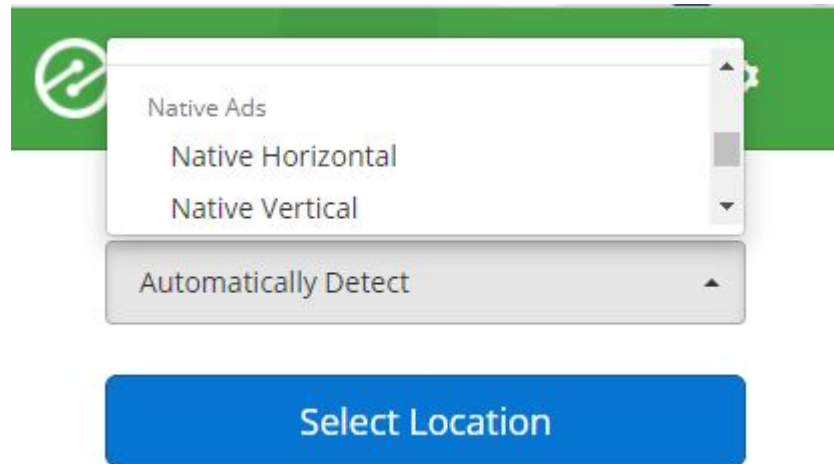 Native Ads
Native Horizontal
Native Vertical
Automatically Detect
Select Location